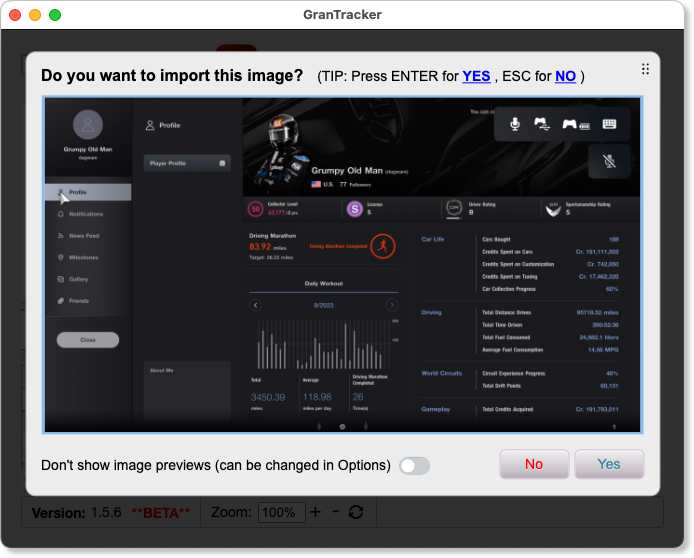 GranTracker
Do you want to import this image? (TIP: Press ENTER for YES , ESC for NO )
Grumpy Old Man
dagware
Profile
Notifications
News Feed
Milestones
Gallery
Friends
Close
Profile
Player Profile
About Me
You can
Grumpy Old Man (dagware)
U.S. 77 Followers
Collector Level
License
S
S
Driver Rating
B
Sportsmanship Rating
S
Driving Marathon
83.92 miles
Target: 26.22 miles
Driving Marathon Completed
Daily Workout
8/2023
Total
3450.39
miles
Average
118.98
miles per day
Driving Marathon
Completed
26
Time(s)
Car Life
Cars Bought 188
Credits Spent on Cars Cr. 151,111,502
Credits Spent on Customization Cr. 742,050
Credits Spent on Tuning Cr. 17,462,320
Car Collection Progress 60%
Driving
Total Distance Driven 95718.52 miles
Total Time Driven 380:02:36
Total Fuel Consumed 24,882.1 liters
Average Fuel Consumption 14.56 MPG
World Circuits
Circuit Experience Progress 48%
Total Drift Points 60,131
Gameplay
Total Credits Acquired Cr. 191,793,011
Don't show image previews (can be changed in Options)
No
Yes
Version: 1.5.6 **BETA**
Zoom: 100% + -